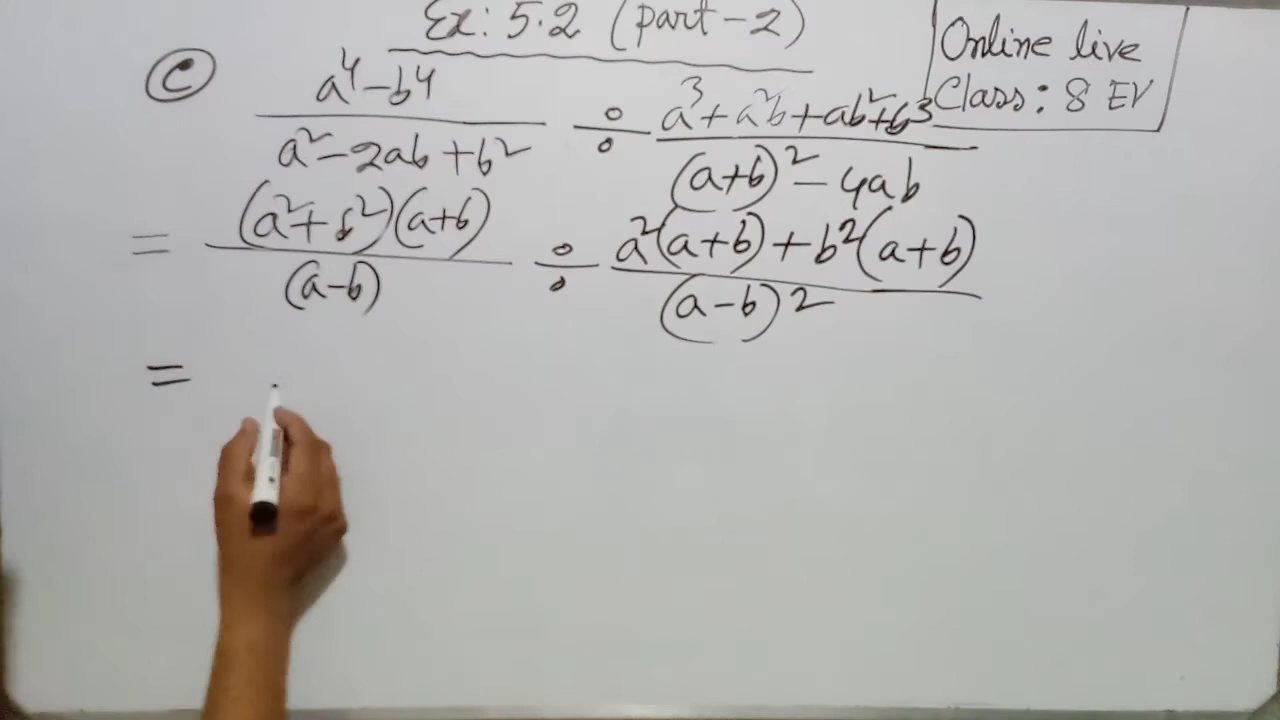 Ex: 5.2 (part-2)
Online live
Class: 8 EV
c
a⁴-b⁴ / a²-2ab+b² ÷ a³+a²b+ab²+b³ / (a+b)²-4ab
= (a²+b²)(a+b) / (a-b) ÷ a²(a+b)+b²(a+b) / (a-b)²
=